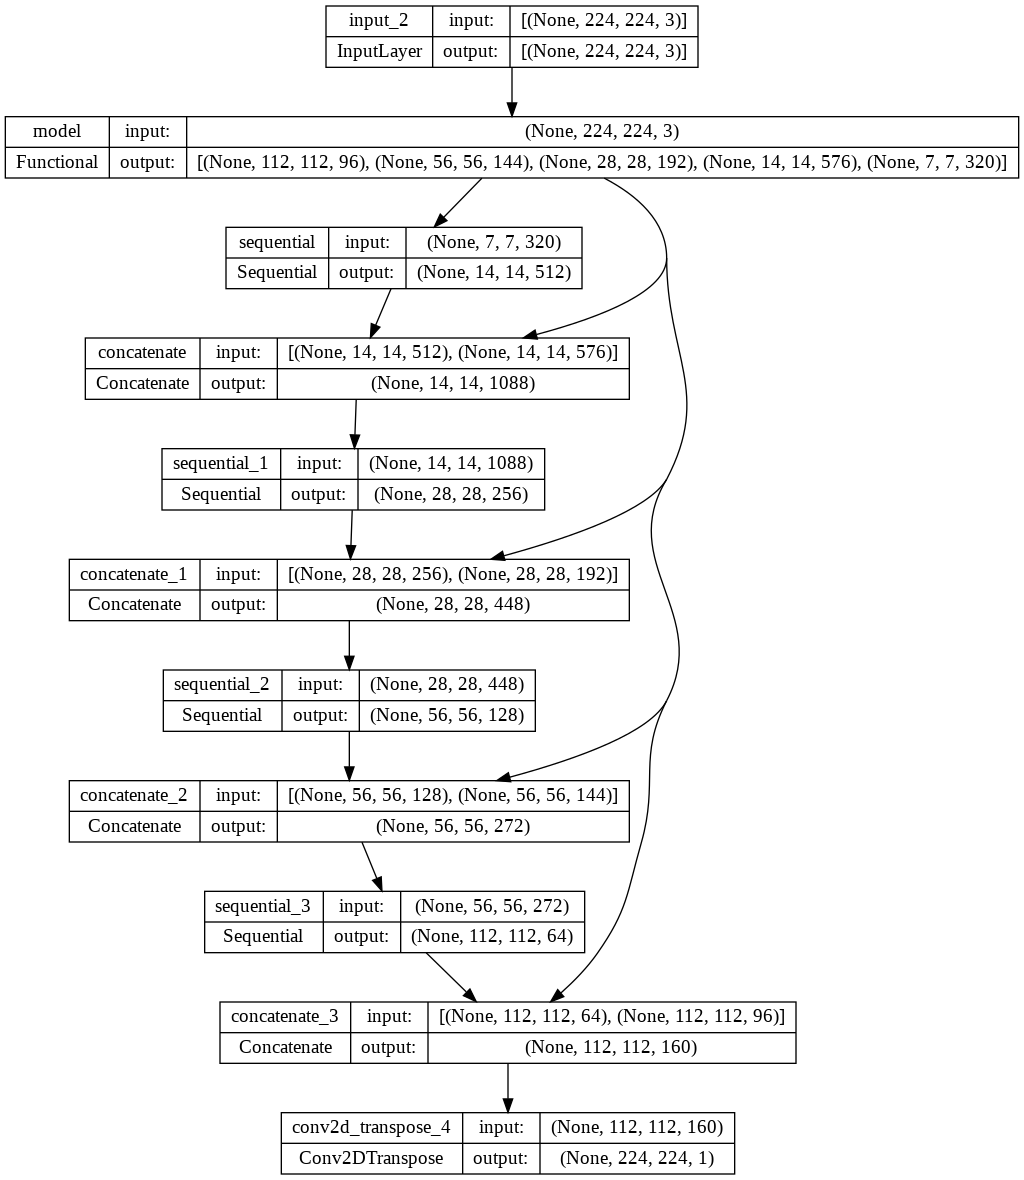 input_2 input: [(None, 224, 224, 3)]
InputLayer output: [(None, 224, 224, 3)]
model input: (None, 224, 224, 3)
Functional output: [(None, 112, 112, 96), (None, 56, 56, 144), (None, 28, 28, 192), (None, 14, 14, 576), (None, 7, 7, 320)]
sequential input: (None, 7, 7, 320)
Sequential output: (None, 14, 14, 512)
concatenate input: [(None, 14, 14, 512), (None, 14, 14, 576)]
Concatenate output: (None, 14, 14, 1088)
sequential_1 input: (None, 14, 14, 1088)
Sequential output: (None, 28, 28, 256)
concatenate_1 input: [(None, 28, 28, 256), (None, 28, 28, 192)]
Concatenate output: (None, 28, 28, 448)
sequential_2 input: (None, 28, 28, 448)
Sequential output: (None, 56, 56, 128)
concatenate_2 input: [(None, 56, 56, 128), (None, 56, 56, 144)]
Concatenate output: (None, 56, 56, 272)
sequential_3 input: (None, 56, 56, 272)
Sequential output: (None, 112, 112, 64)
concatenate_3 input: [(None, 112, 112, 64), (None, 112, 112, 96)]
Concatenate output: (None, 112, 112, 160)
conv2d_transpose_4 input: (None, 112, 112, 160)
Conv2DTranspose output: (None, 224, 224, 1)